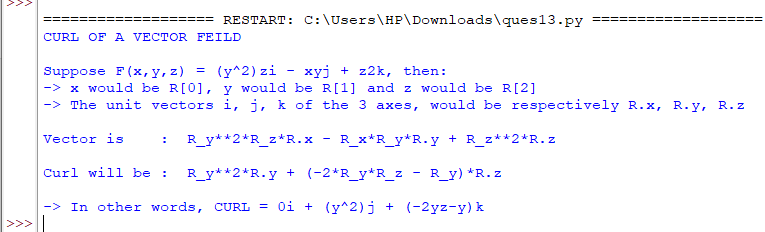 >>>
=================== RESTART: C:\Users\HP\Downloads\ques13.py ===================
CURL OF A VECTOR FEILD
Suppose F(x,y,z) = (y^2)zi - xyj + z2k, then:
-> x would be R[0], y would be R[1] and z would be R[2]
-> The unit vectors i, j, k of the 3 axes, would be respectively R.x, R.y, R.z
Vector is    :  R_y**2*R_z*R.x - R_x*R_y*R.y + R_z**2*R.z
Curl will be :  R_y**2*R.y + (-2*R_y*R_z - R_y)*R.z
-> In other words, CURL = 0i + (y^2)j + (-2yz-y)k
>>>